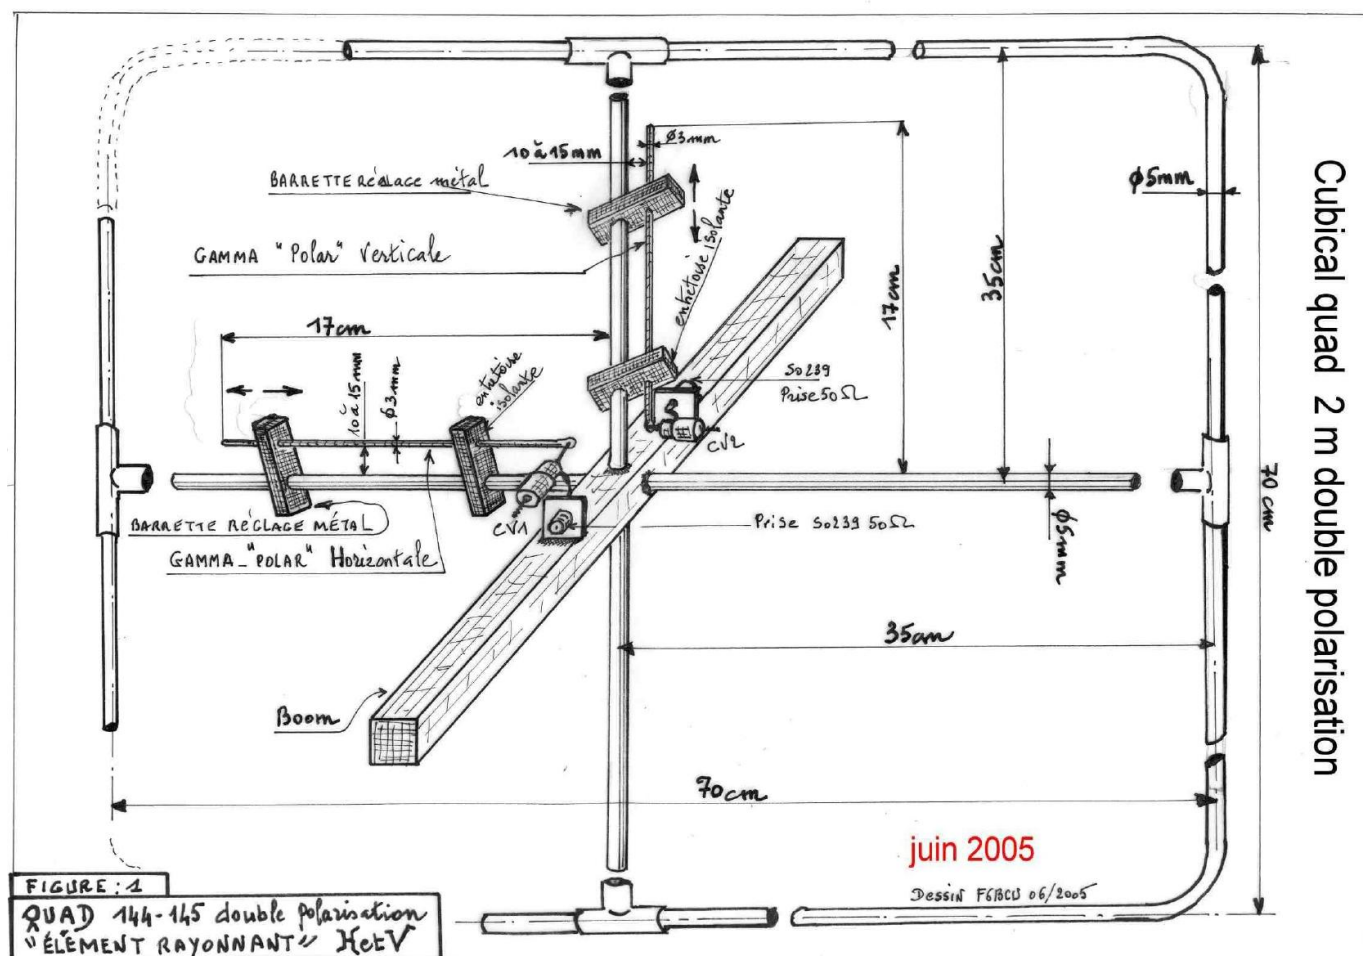 Ø3mm
10 à 15mm
BARRETTE RéGLAGE métal
GAMMA "Polar" Verticale
entretoise isolante
Ø5mm
17cm
35cm
17cm
10 à 15mm
Ø3mm
entretoise
isolante
SO239
Prise 50Ω
CV2
BARRETTE RÉGLAGE MÉTAL
GAMMA_"POLAR" Horizontale
CV1
Prise SO239 50Ω
Ø5mm
70cm
35cm
Boom
70cm
Cubical quad 2 m double polarisation
juin 2005
Dessin F6BCU 06/2005
FIGURE : 1
QUAD 144-145 double polarisation
"ÉLÉMENT RAYONNANT" H et V